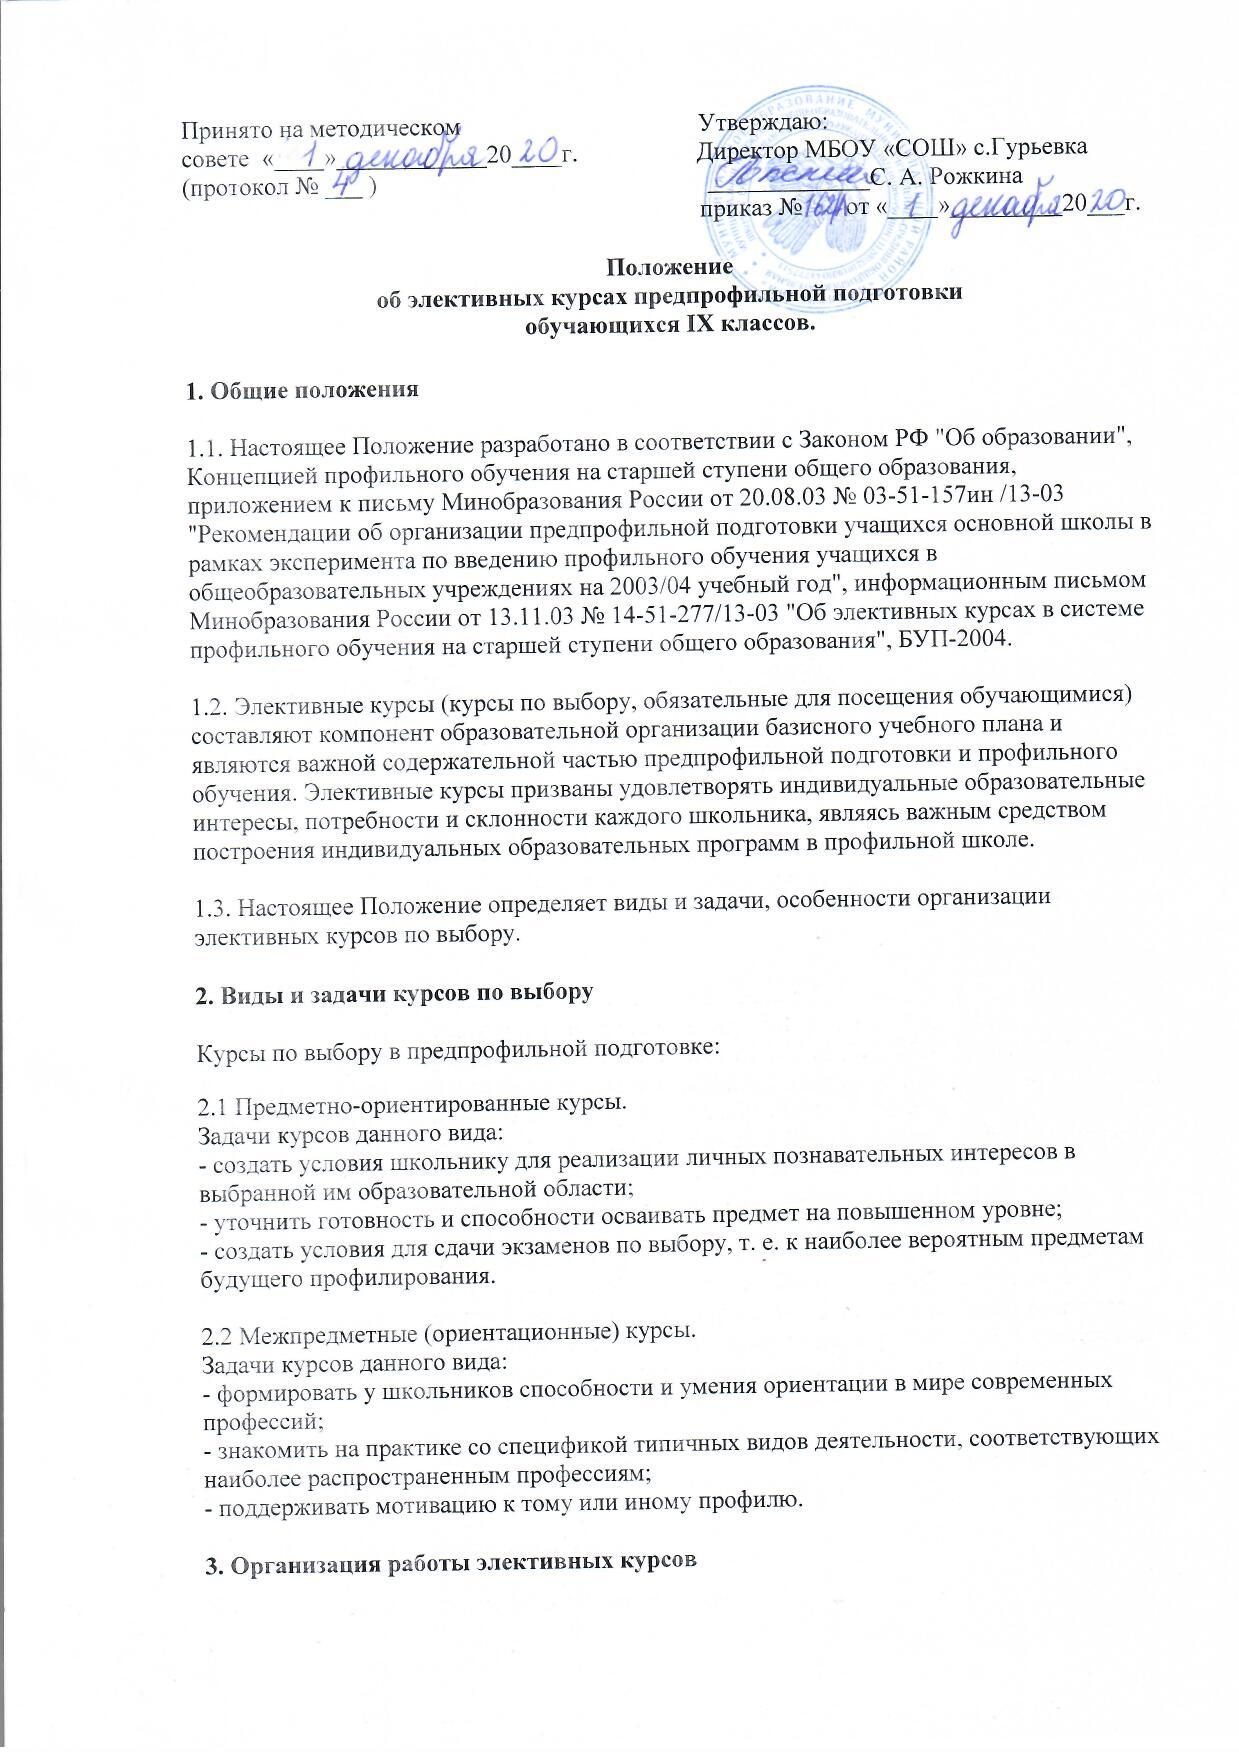 Принято на методическом
совете «1» декабря 2020 г.
(протокол № 4 )
Утверждаю:
Директор МБОУ «СОШ» с.Гурьевка
С. А. Рожкина
приказ № от «1» декабря 2020 г.
Положение
об элективных курсах предпрофильной подготовки
обучающихся IX классов.
1. Общие положения
1.1. Настоящее Положение разработано в соответствии с Законом РФ "Об образовании",
Концепцией профильного обучения на старшей ступени общего образования,
приложением к письму Минобразования России от 20.08.03 № 03-51-157ин /13-03
"Рекомендации об организации предпрофильной подготовки учащихся основной школы в
рамках эксперимента по введению профильного обучения учащихся в
общеобразовательных учреждениях на 2003/04 учебный год", информационным письмом
Минобразования России от 13.11.03 № 14-51-277/13-03 "Об элективных курсах в системе
профильного обучения на старшей ступени общего образования", БУП-2004.
1.2. Элективные курсы (курсы по выбору, обязательные для посещения обучающимися)
составляют компонент образовательной организации базисного учебного плана и
являются важной содержательной частью предпрофильной подготовки и профильного
обучения. Элективные курсы призваны удовлетворять индивидуальные образовательные
интересы, потребности и склонности каждого школьника, являясь важным средством
построения индивидуальных образовательных программ в профильной школе.
1.3. Настоящее Положение определяет виды и задачи, особенности организации
элективных курсов по выбору.
2. Виды и задачи курсов по выбору
Курсы по выбору в предпрофильной подготовке:
2.1 Предметно-ориентированные курсы.
Задачи курсов данного вида:
- создать условия школьнику для реализации личных познавательных интересов в
выбранной им образовательной области;
- уточнить готовность и способности осваивать предмет на повышенном уровне;
- создать условия для сдачи экзаменов по выбору, т. е. к наиболее вероятным предметам
будущего профилирования.
2.2 Межпредметные (ориентационные) курсы.
Задачи курсов данного вида:
- формировать у школьников способности и умения ориентации в мире современных
профессий;
- знакомить на практике со спецификой типичных видов деятельности, соответствующих
наиболее распространенным профессиям;
- поддерживать мотивацию к тому или иному профилю.
3. Организация работы элективных курсов